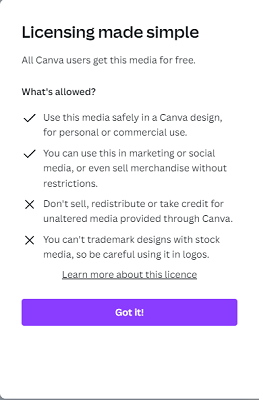 Licensing made simple
All Canva users get this media for free.
What's allowed?
Use this media safely in a Canva design,
for personal or commercial use.
You can use this in marketing or social
media, or even sell merchandise without
restrictions.
Don't sell, redistribute or take credit for
unaltered media provided through Canva.
You can't trademark designs with stock
media, so be careful using it in logos.
Learn more about this licence
Got it!